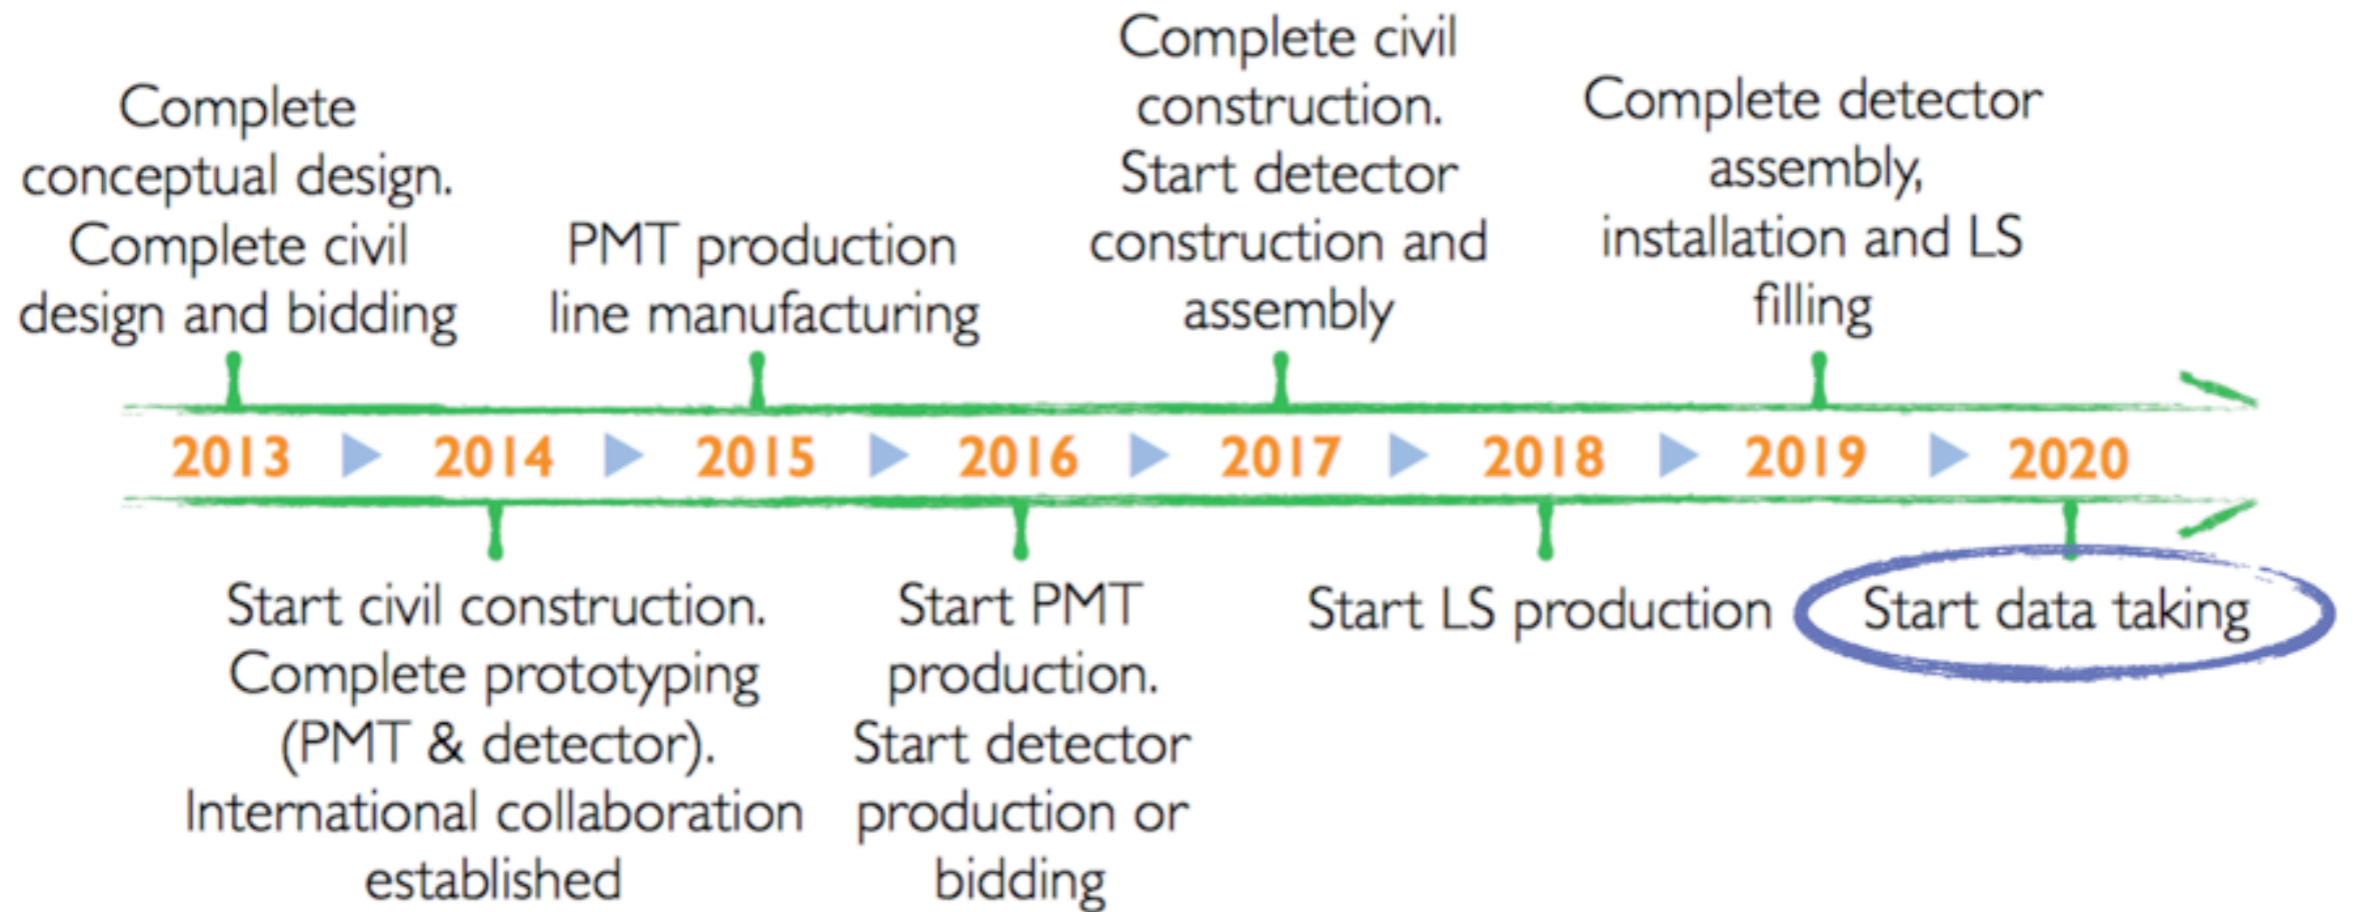 Complete
conceptual design.
Complete civil
design and bidding
PMT production
line manufacturing
Complete civil
construction.
Start detector
construction and
assembly
Complete detector
assembly,
installation and LS
filling
2013
2014
2015
2016
2017
2018
2019
2020
Start civil construction.
Complete prototyping
(PMT & detector).
International collaboration
established
Start PMT
production.
Start detector
production or
bidding
Start LS production
Start data taking